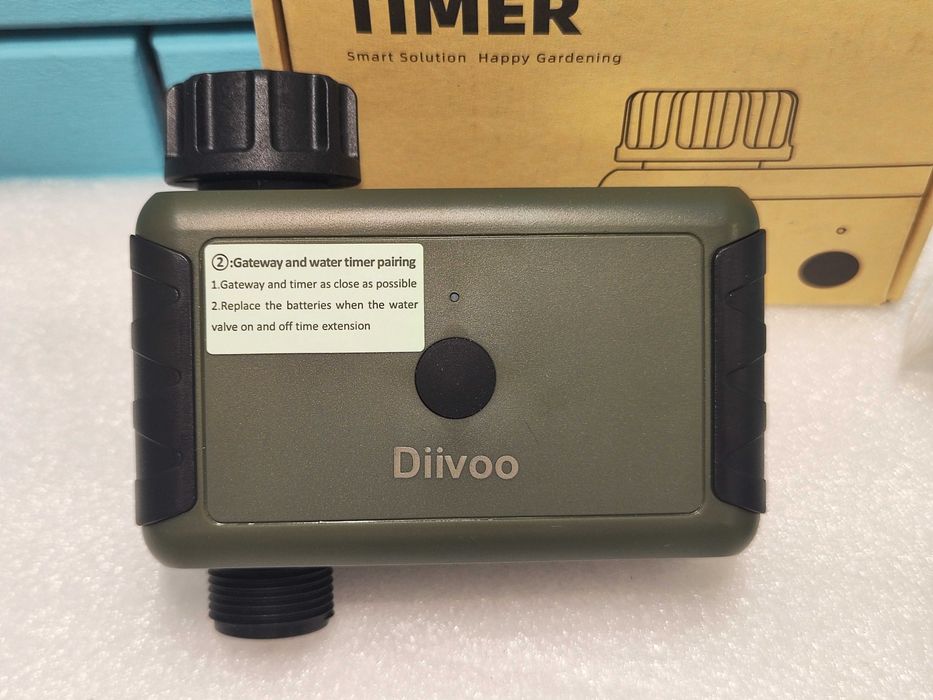 TIMER
Smart Solution Happy Gardening
②:Gateway and water timer pairing
1.Gateway and timer as close as possible
2.Replace the batteries when the water
valve on and off time extension
Diivoo